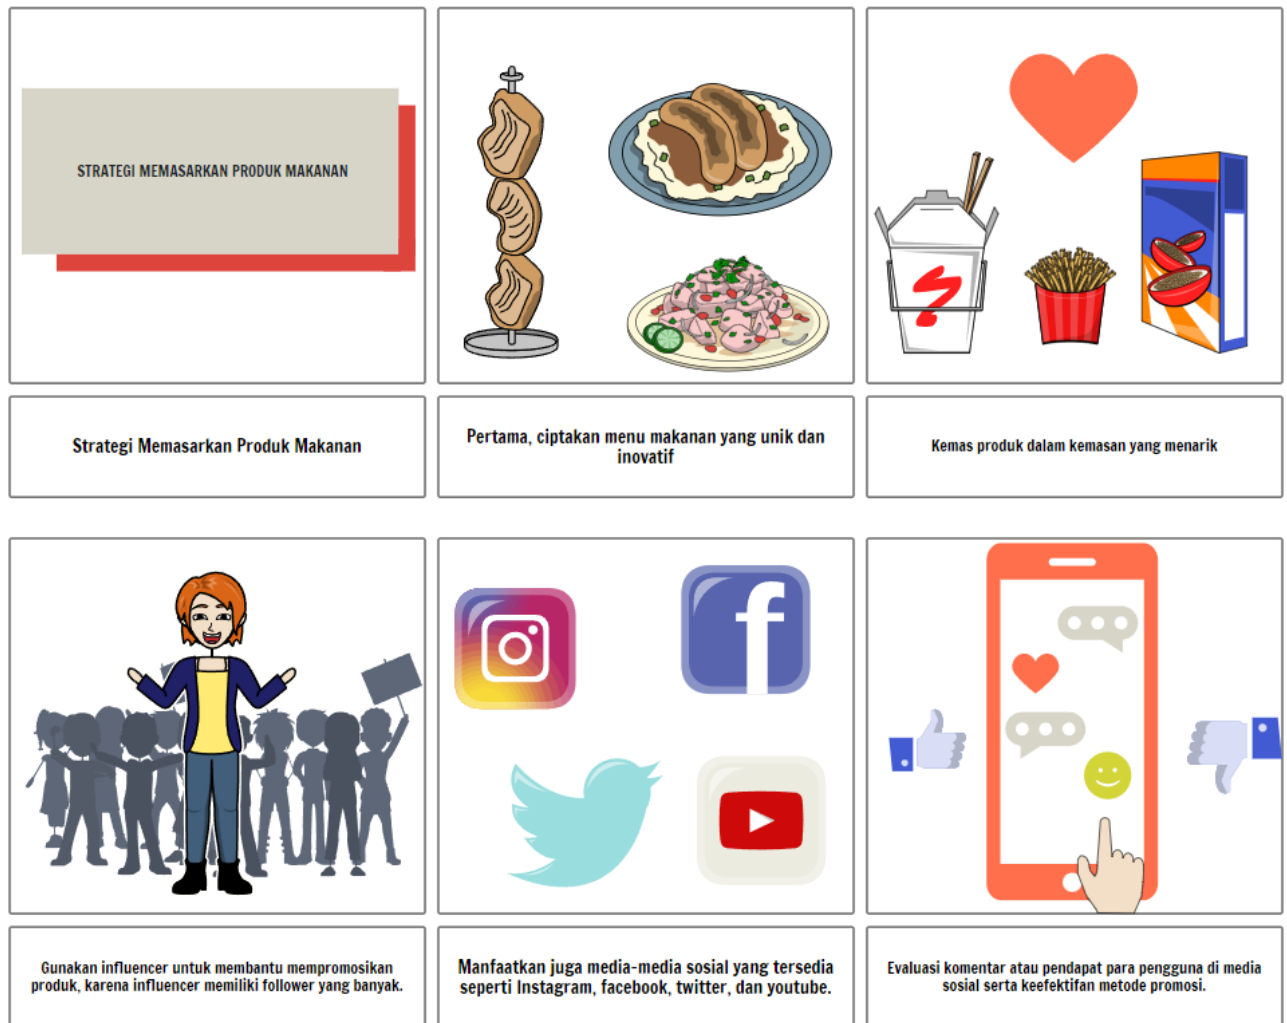 STRATEGI MEMASARKAN PRODUK MAKANAN
Strategi Memasarkan Produk Makanan
Pertama, ciptakan menu makanan yang unik dan
inovatif
Kemas produk dalam kemasan yang menarik
Gunakan influencer untuk membantu mempromosikan
produk, karena influencer memiliki follower yang banyak.
Manfaatkan juga media-media sosial yang tersedia
seperti Instagram, facebook, twitter, dan youtube.
Evaluasi komentar atau pendapat para pengguna di media
sosial serta keefektifan metode promosi.